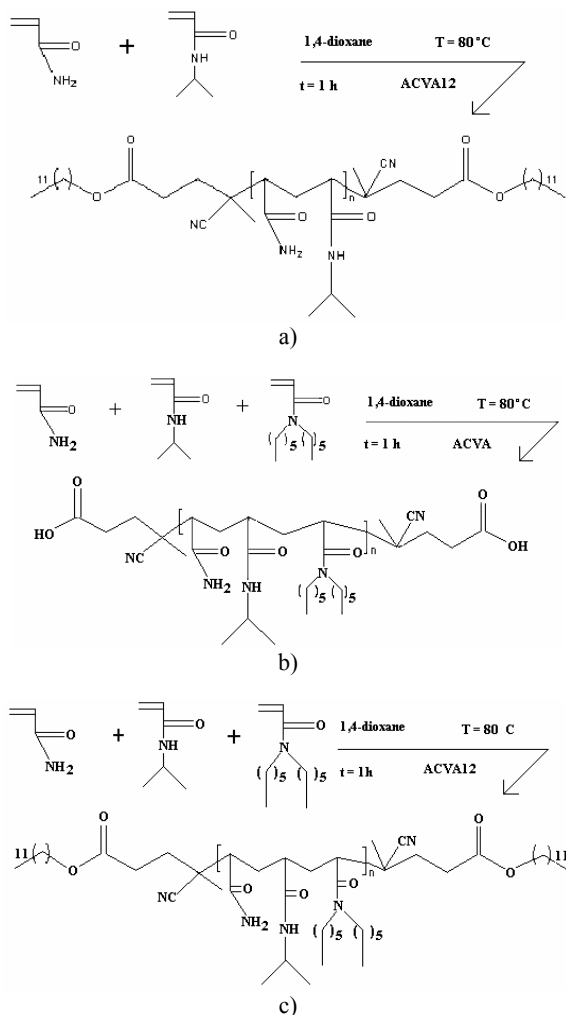 O
NH2
+
O
NH
1,4-dioxane T = 80°C
t = 1 h ACVA12
O CN O
11 ( O [ ]n O ( ) 11
NC O O
NH2 NH
a)
O
NH2
+
O
NH
+
O
N
( )5 ( )5
1,4-dioxane T = 80°C
t = 1 h ACVA
O CN O
HO [ ]n OH
NC O O O
NH2 NH N
( )5 ( )5
b)
O
NH2
+
O
NH
+
O
N
( )5 ( )5
1,4-dioxane T = 80 C
t = 1h ACVA12
O CN O
11 ( O [ ]n O ( ) 11
NC O O O
NH2 NH N
( )5 ( )5
c)